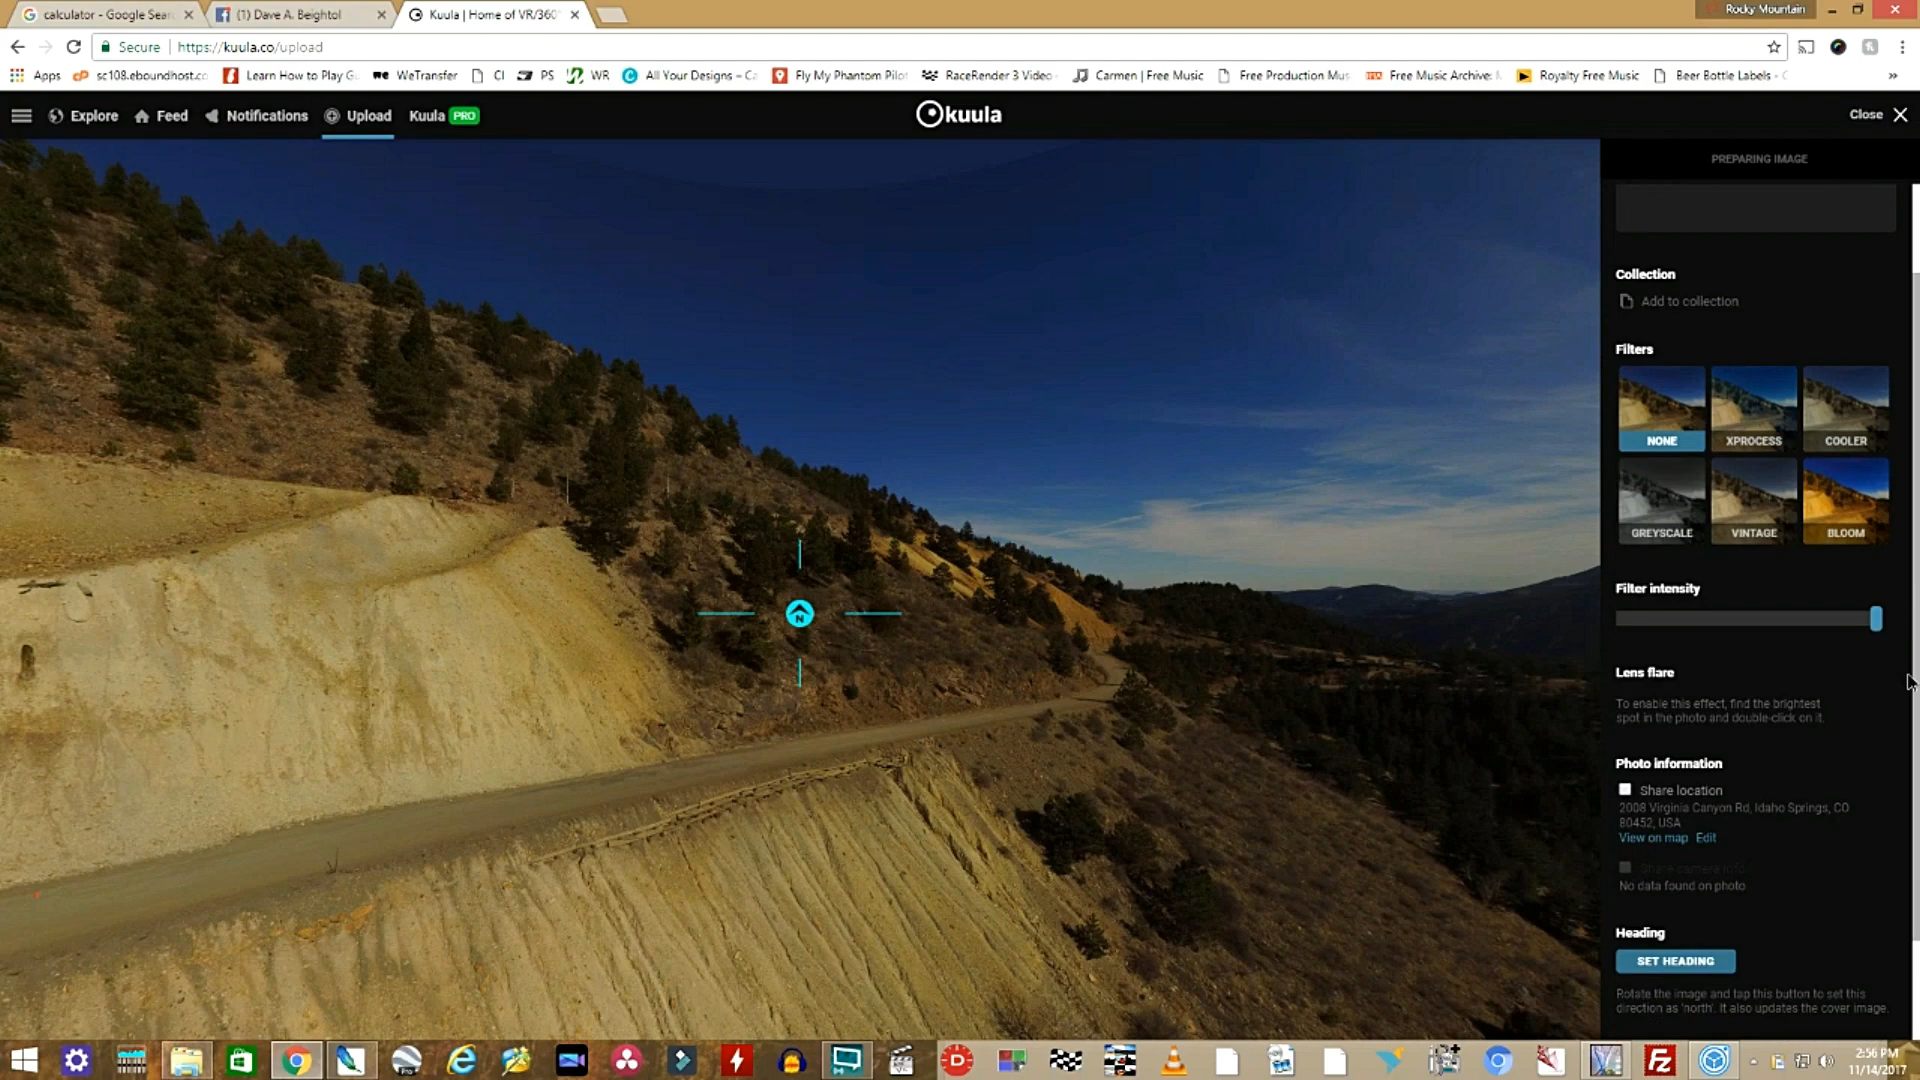 calculator - Google Sear
(1) Dave A. Beightol
Kuula | Home of VR/360°
Rocky Mountain
Secure
https://kuula.co/upload
Apps
sc108.eboundhost.co
Learn How to Play G
WeTransfer
CI
PS
WR
All Your Designs – Ca
Fly My Phantom Pilot
RaceRender 3 Video
Carmen | Free Music
Free Production Mus
Free Music Archive:
Royalty Free Music
Beer Bottle Labels -
»
Explore
Feed
Notifications
Upload
Kuula PRO
kuula
Close
PREPARING IMAGE
Collection
Add to collection
Filters
NONE
XPROCESS
COOLER
GREYSCALE
VINTAGE
BLOOM
Filter intensity
Lens flare
To enable this effect, find the brightest
spot in the photo and double-click on it.
Photo information
Share location
2008 Virginia Canyon Rd, Idaho Springs, CO
80452, USA
View on map Edit
Share camera info
No data found on photo
Heading
SET HEADING
Rotate the image and tap this button to set this
direction as 'north'. It also updates the cover image.
N
2:56 PM
11/14/2017